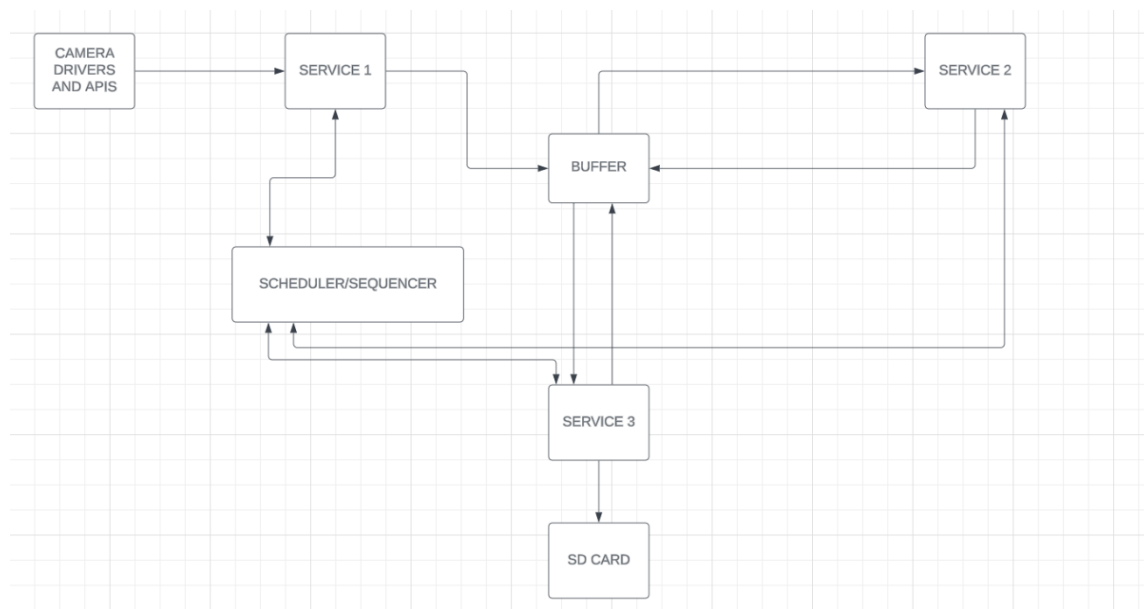 CAMERA
DRIVERS
AND APIS
SERVICE 1
SERVICE 2
BUFFER
SCHEDULER/SEQUENCER
SERVICE 3
SD CARD